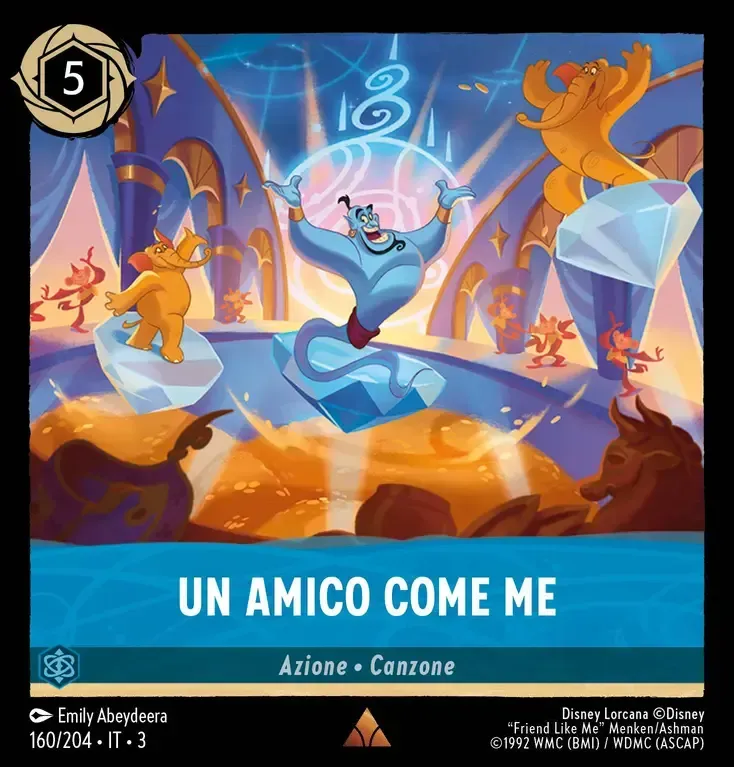 5
UN AMICO COME ME
Azione • Canzone
Emily Abeydeera
160/204 • IT • 3
Disney Lorcana ©Disney
“Friend Like Me” Menken/Ashman
©1992 WMC (BMI) / WDMC (ASCAP)